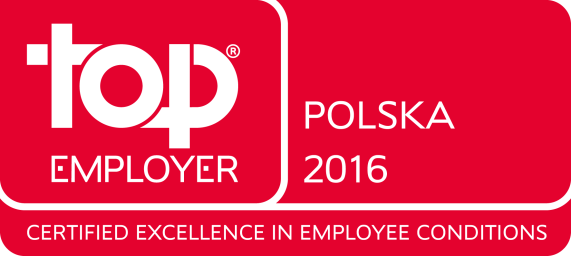 top®
EMPLOYER
POLSKA
2016
CERTIFIED EXCELLENCE IN EMPLOYEE CONDITIONS